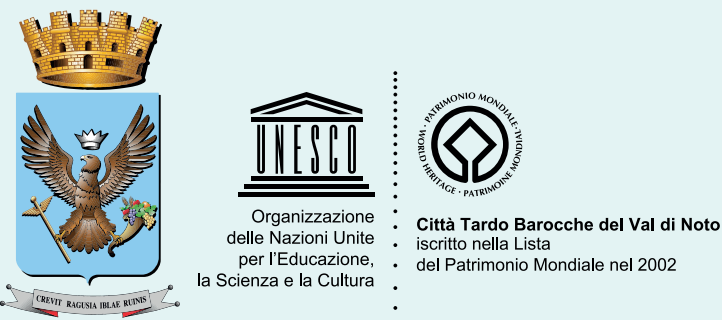 CREVIT RAGUSIA IBLAE RUINIS
UNESCO
Organizzazione
delle Nazioni Unite
per l'Educazione,
la Scienza e la Cultura
PATRIMONIO MONDIALE · WORLD HERITAGE · PATRIMOINE MONDIAL ·
Città Tardo Barocche del Val di Noto
iscritto nella Lista
del Patrimonio Mondiale nel 2002